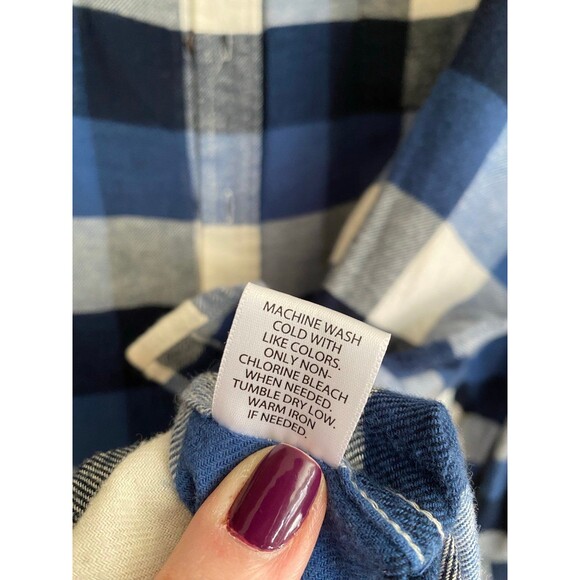 MACHINE WASH
COLD WITH
LIKE COLORS.
ONLY NON-
CHLORINE BLEACH
WHEN NEEDED.
TUMBLE DRY LOW.
WARM IRON
IF NEEDED.